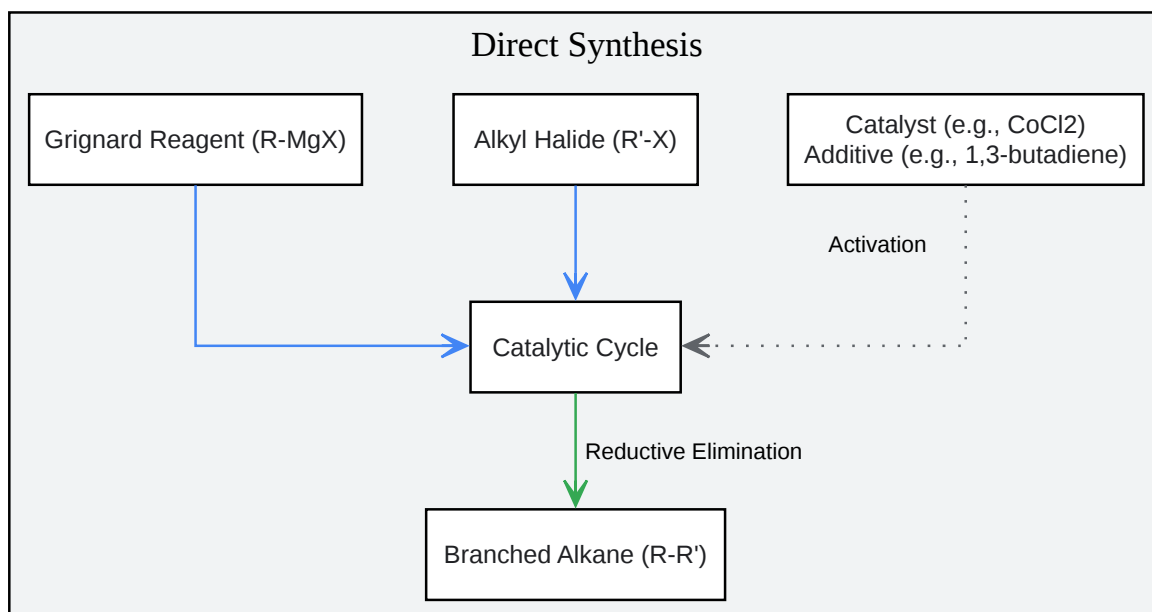 Direct Synthesis
Grignard Reagent (R-MgX)
Alkyl Halide (R'-X)
Catalyst (e.g., CoCl2)
Additive (e.g., 1,3-butadiene)
Activation
Catalytic Cycle
Reductive Elimination
Branched Alkane (R-R')